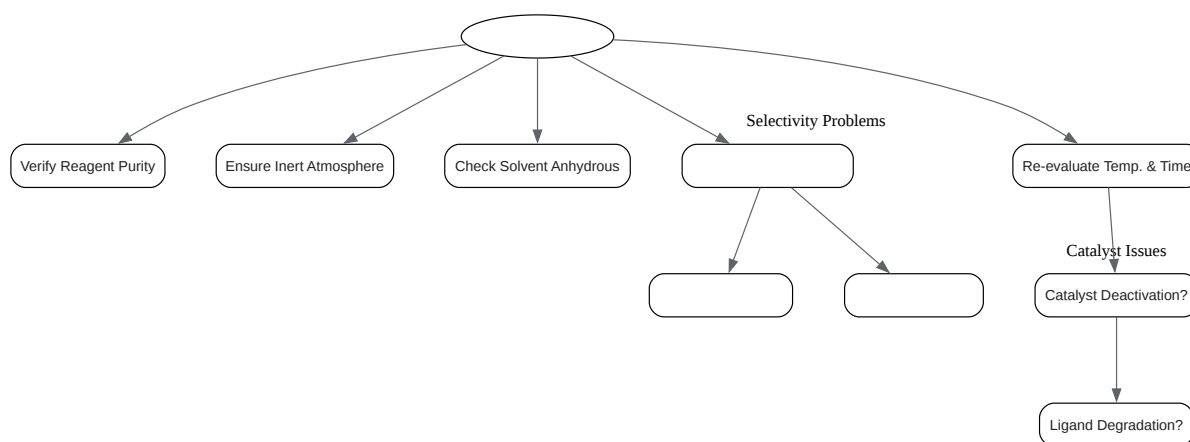 Selectivity Problems
Verify Reagent Purity
Ensure Inert Atmosphere
Check Solvent Anhydrous
Re-evaluate Temp. & Time
Catalyst Issues
Catalyst Deactivation?
Ligand Degradation?